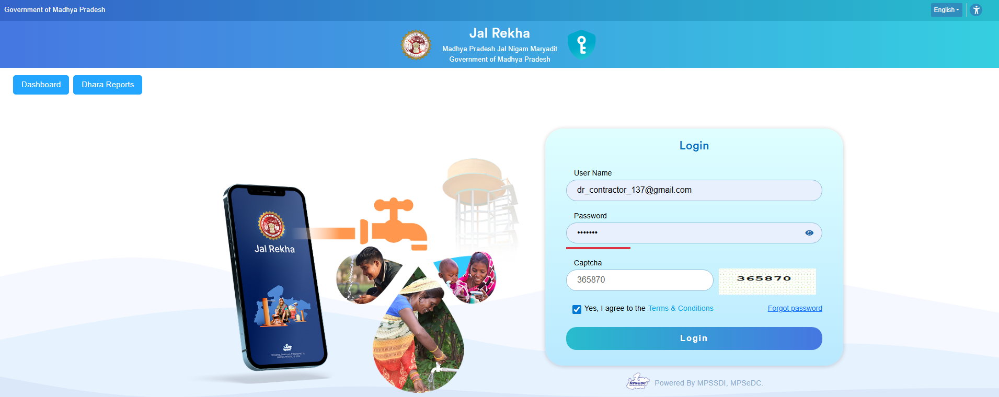 Government of Madhya Pradesh
English
Jal Rekha
Madhya Pradesh Jal Nigam Maryadit
Government of Madhya Pradesh
Dashboard
Dhara Reports
Login
User Name
dr_contractor_137@gmail.com
Password
•••••••
Captcha
365870
365870
Yes, I agree to the Terms & Conditions
Forgot password
Login
Jal Rekha
MPSeDC
Powered By MPSSDI, MPSeDC.